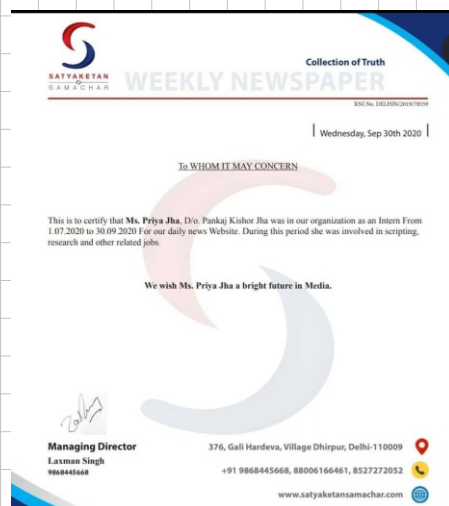 SATYAKETAN
SAMACHAR
WEEKLY NEWSPAPER
Collection of Truth
RNI No. DELHIN/2019/78039
Wednesday, Sep 30th 2020
To WHOM IT MAY CONCERN
This is to certify that Ms. Priya Jha, D/o. Pankaj Kishor Jha was in our organization as an Intern From
1.07.2020 to 30.09.2020 For our daily news Website. During this period she was involved in scripting,
research and other related jobs.
We wish Ms. Priya Jha a bright future in Media.
Managing Director
Laxman Singh
9868445668
376, Gali Hardeva, Village Dhirpur, Delhi-110009
+91 9868445668, 88006166461, 8527272052
www.satyaketansamachar.com